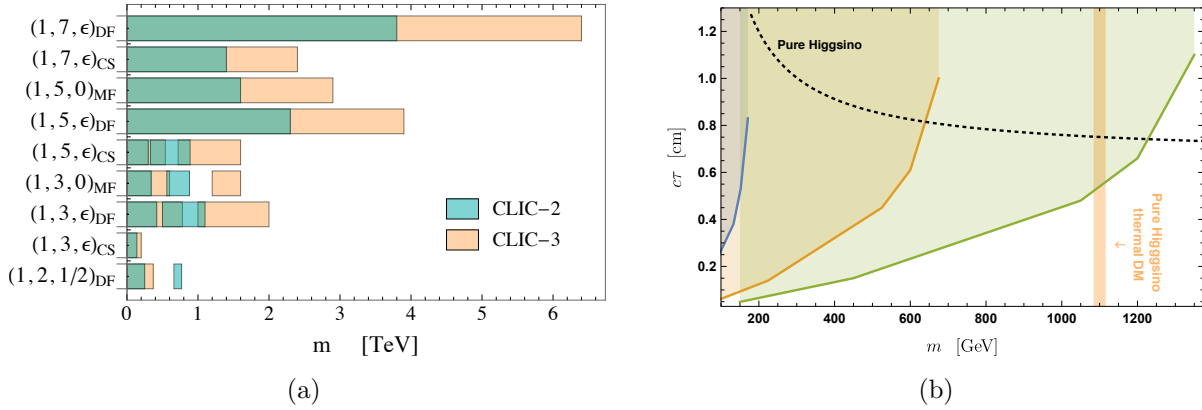 (1, 7, ϵ)DF
(1, 7, ϵ)CS
(1, 5, 0)MF
(1, 5, ϵ)DF
(1, 5, ϵ)CS
(1, 3, 0)MF
(1, 3, ϵ)DF
(1, 3, ϵ)CS
(1, 2, 1/2)DF
CLIC-2
CLIC-3
0 1 2 3 4 5 6
m [TeV]
(a)
1.2
1.0
0.8
0.6
0.4
0.2
cτ [cm]
Pure Higgsino
Pure Higggsino
thermal DM
↓
200 400 600 800 1000 1200
m [GeV]
(b)